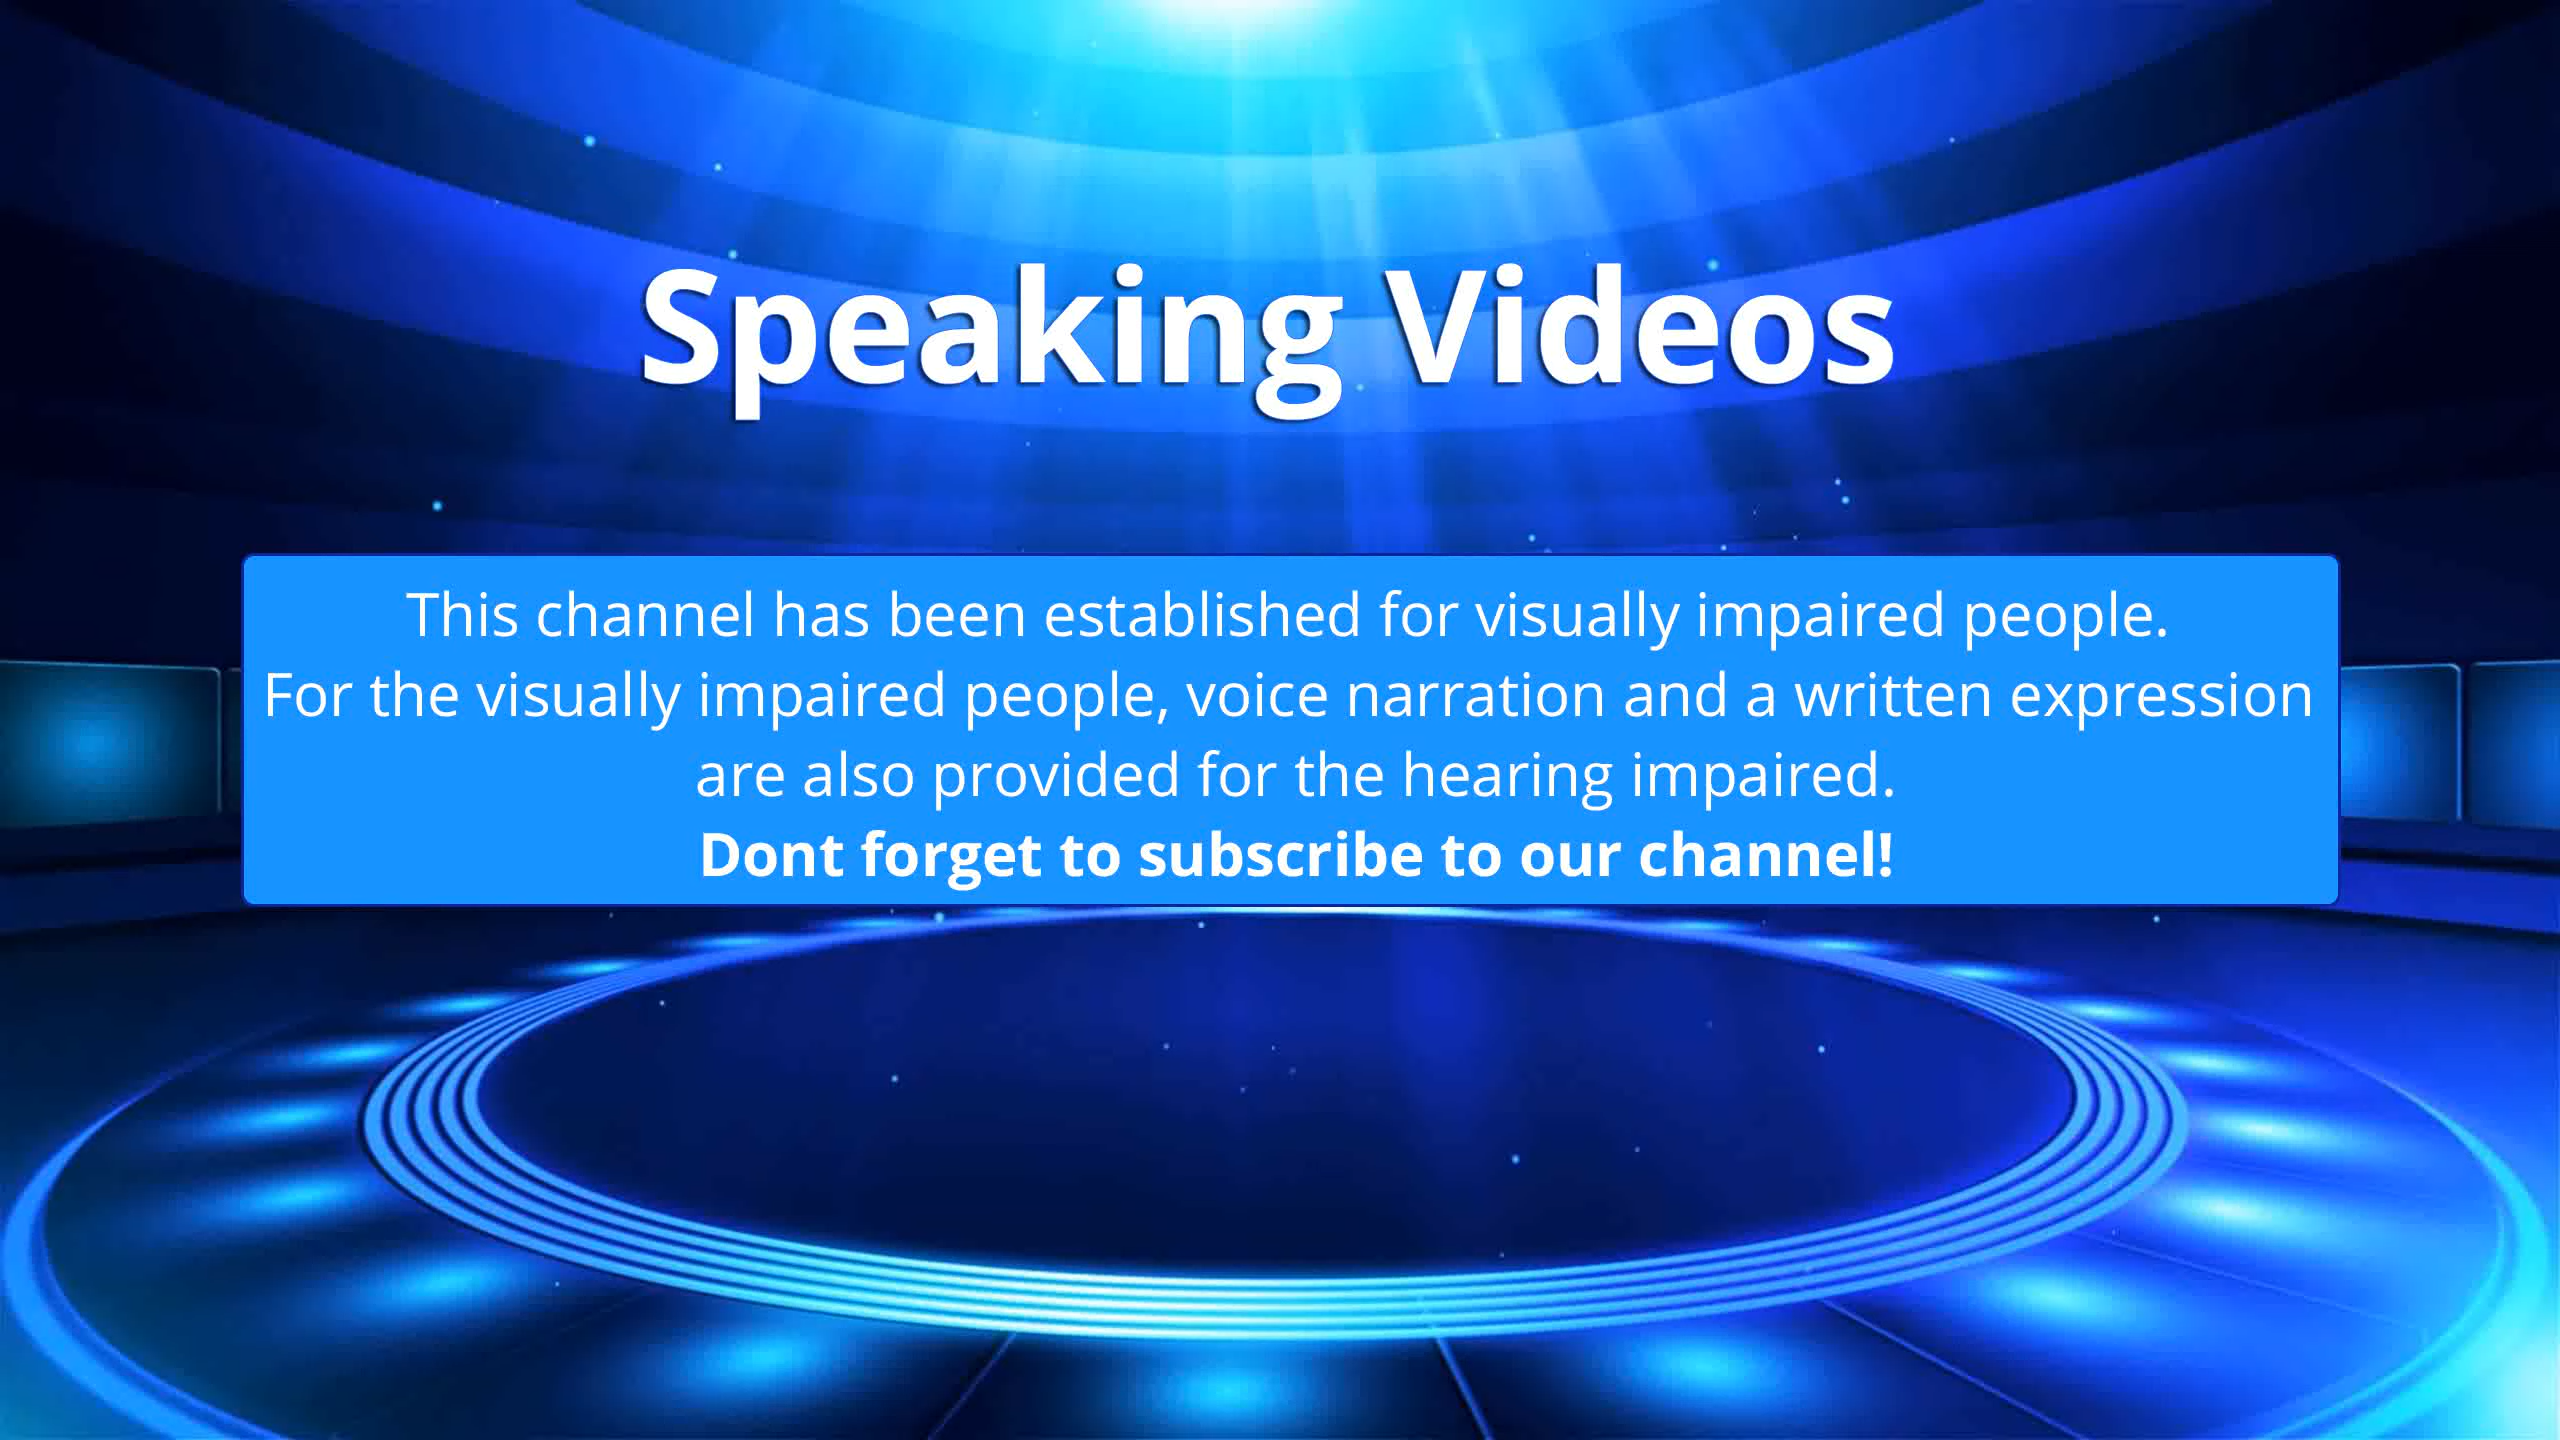 Speaking Videos
This channel has been established for visually impaired people.
For the visually impaired people, voice narration and a written expression
are also provided for the hearing impaired.
Dont forget to subscribe to our channel!